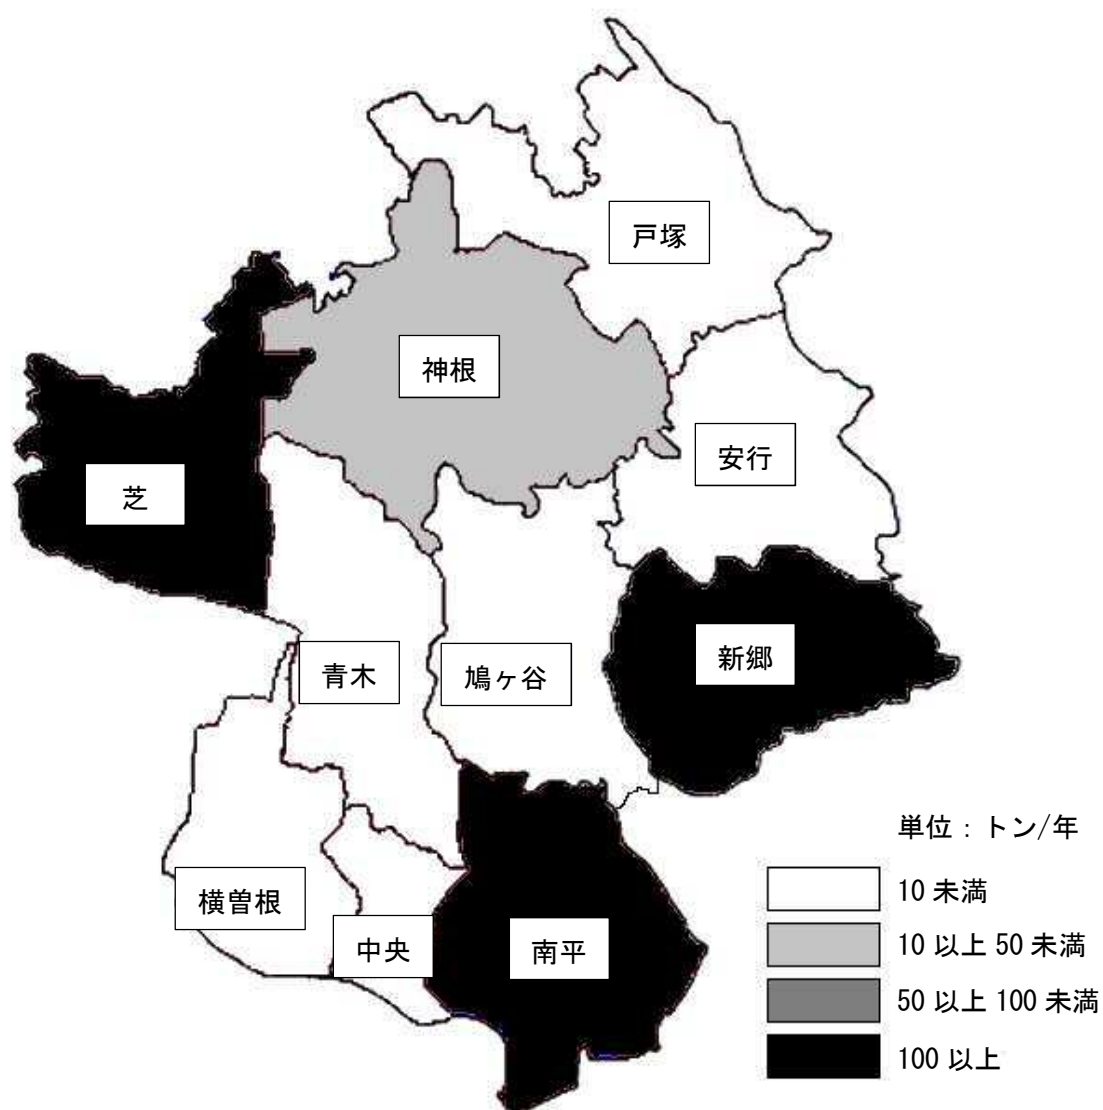 戸塚
神根
安行
芝
新郷
青木
鳩ヶ谷
単位：トン/年
横曽根
10 未満
中央
南平
10 以上 50 未満
50 以上 100 未満
100 以上